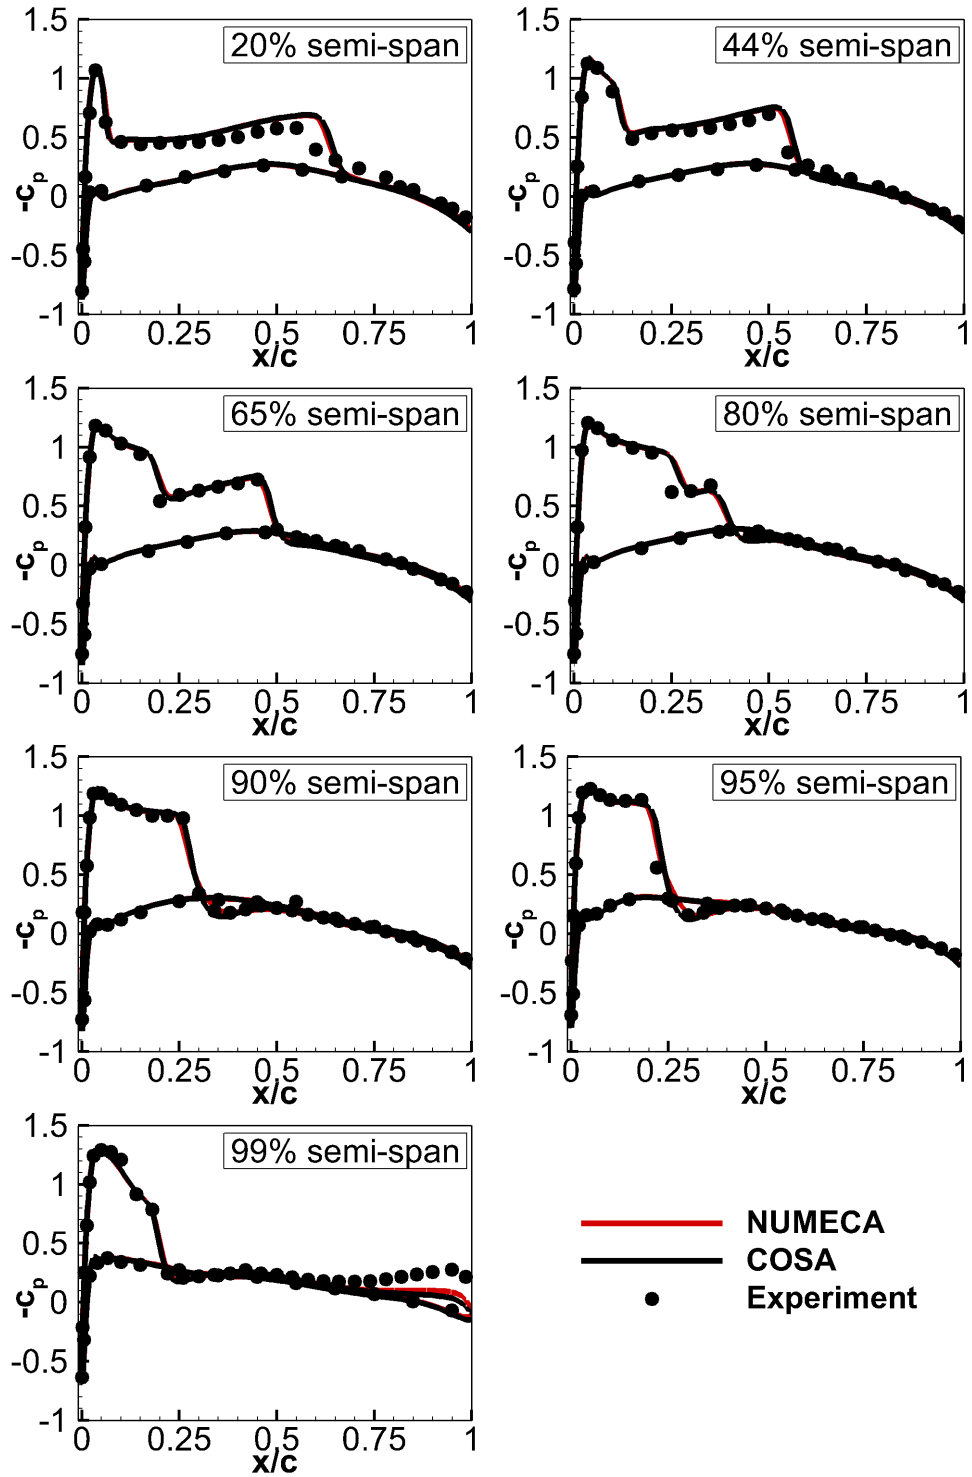 20% semi-span
1.5
1
0.5
0
-0.5
-1
-cp
0 0.25 0.5 0.75 1
x/c
44% semi-span
1.5
1
0.5
0
-0.5
-1
-cp
0 0.25 0.5 0.75 1
x/c
65% semi-span
1.5
1
0.5
0
-0.5
-1
-cp
0 0.25 0.5 0.75 1
x/c
80% semi-span
1.5
1
0.5
0
-0.5
-1
-cp
0 0.25 0.5 0.75 1
x/c
90% semi-span
1.5
1
0.5
0
-0.5
-1
-cp
0 0.25 0.5 0.75 1
x/c
95% semi-span
1.5
1
0.5
0
-0.5
-1
-cp
0 0.25 0.5 0.75 1
x/c
99% semi-span
1.5
1
0.5
0
-0.5
-1
-cp
0 0.25 0.5 0.75 1
x/c
NUMECA
COSA
Experiment